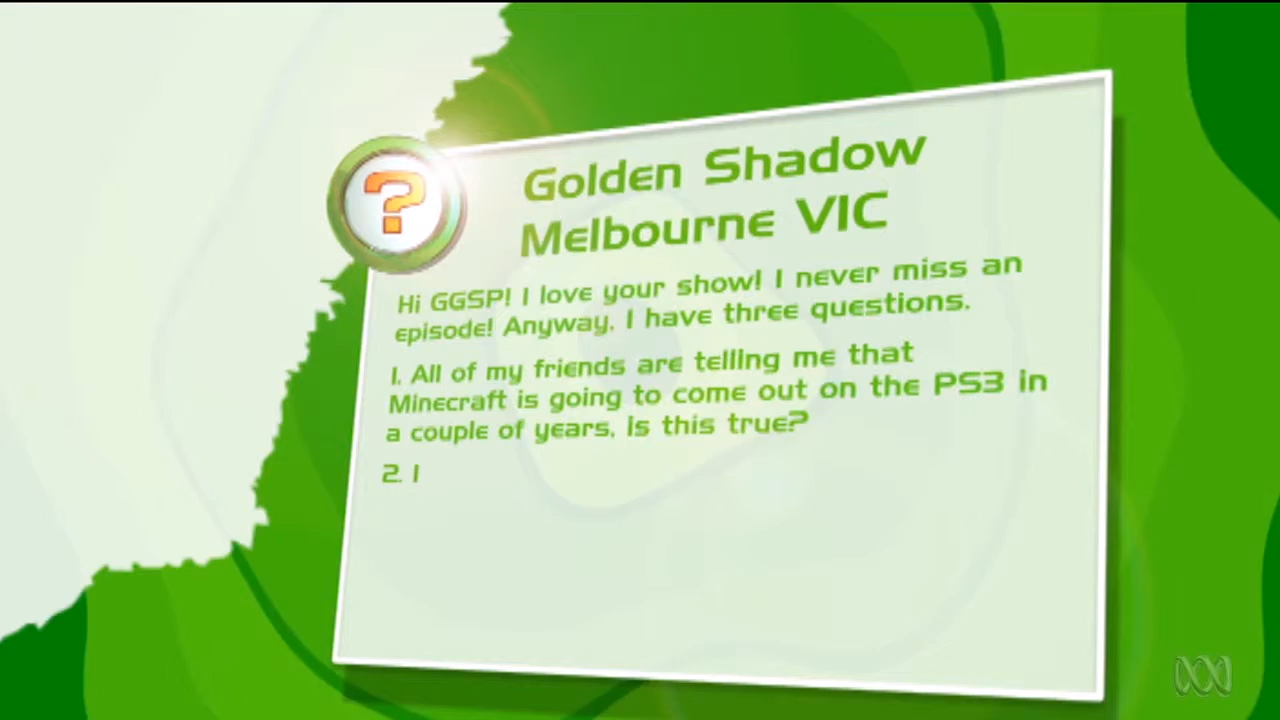 ?
Golden Shadow
Melbourne VIC
Hi GGSP! I love your show! I never miss an
episode! Anyway, I have three questions.
1. All of my friends are telling me that
Minecraft is going to come out on the PS3 in
a couple of years. Is this true?
2. I